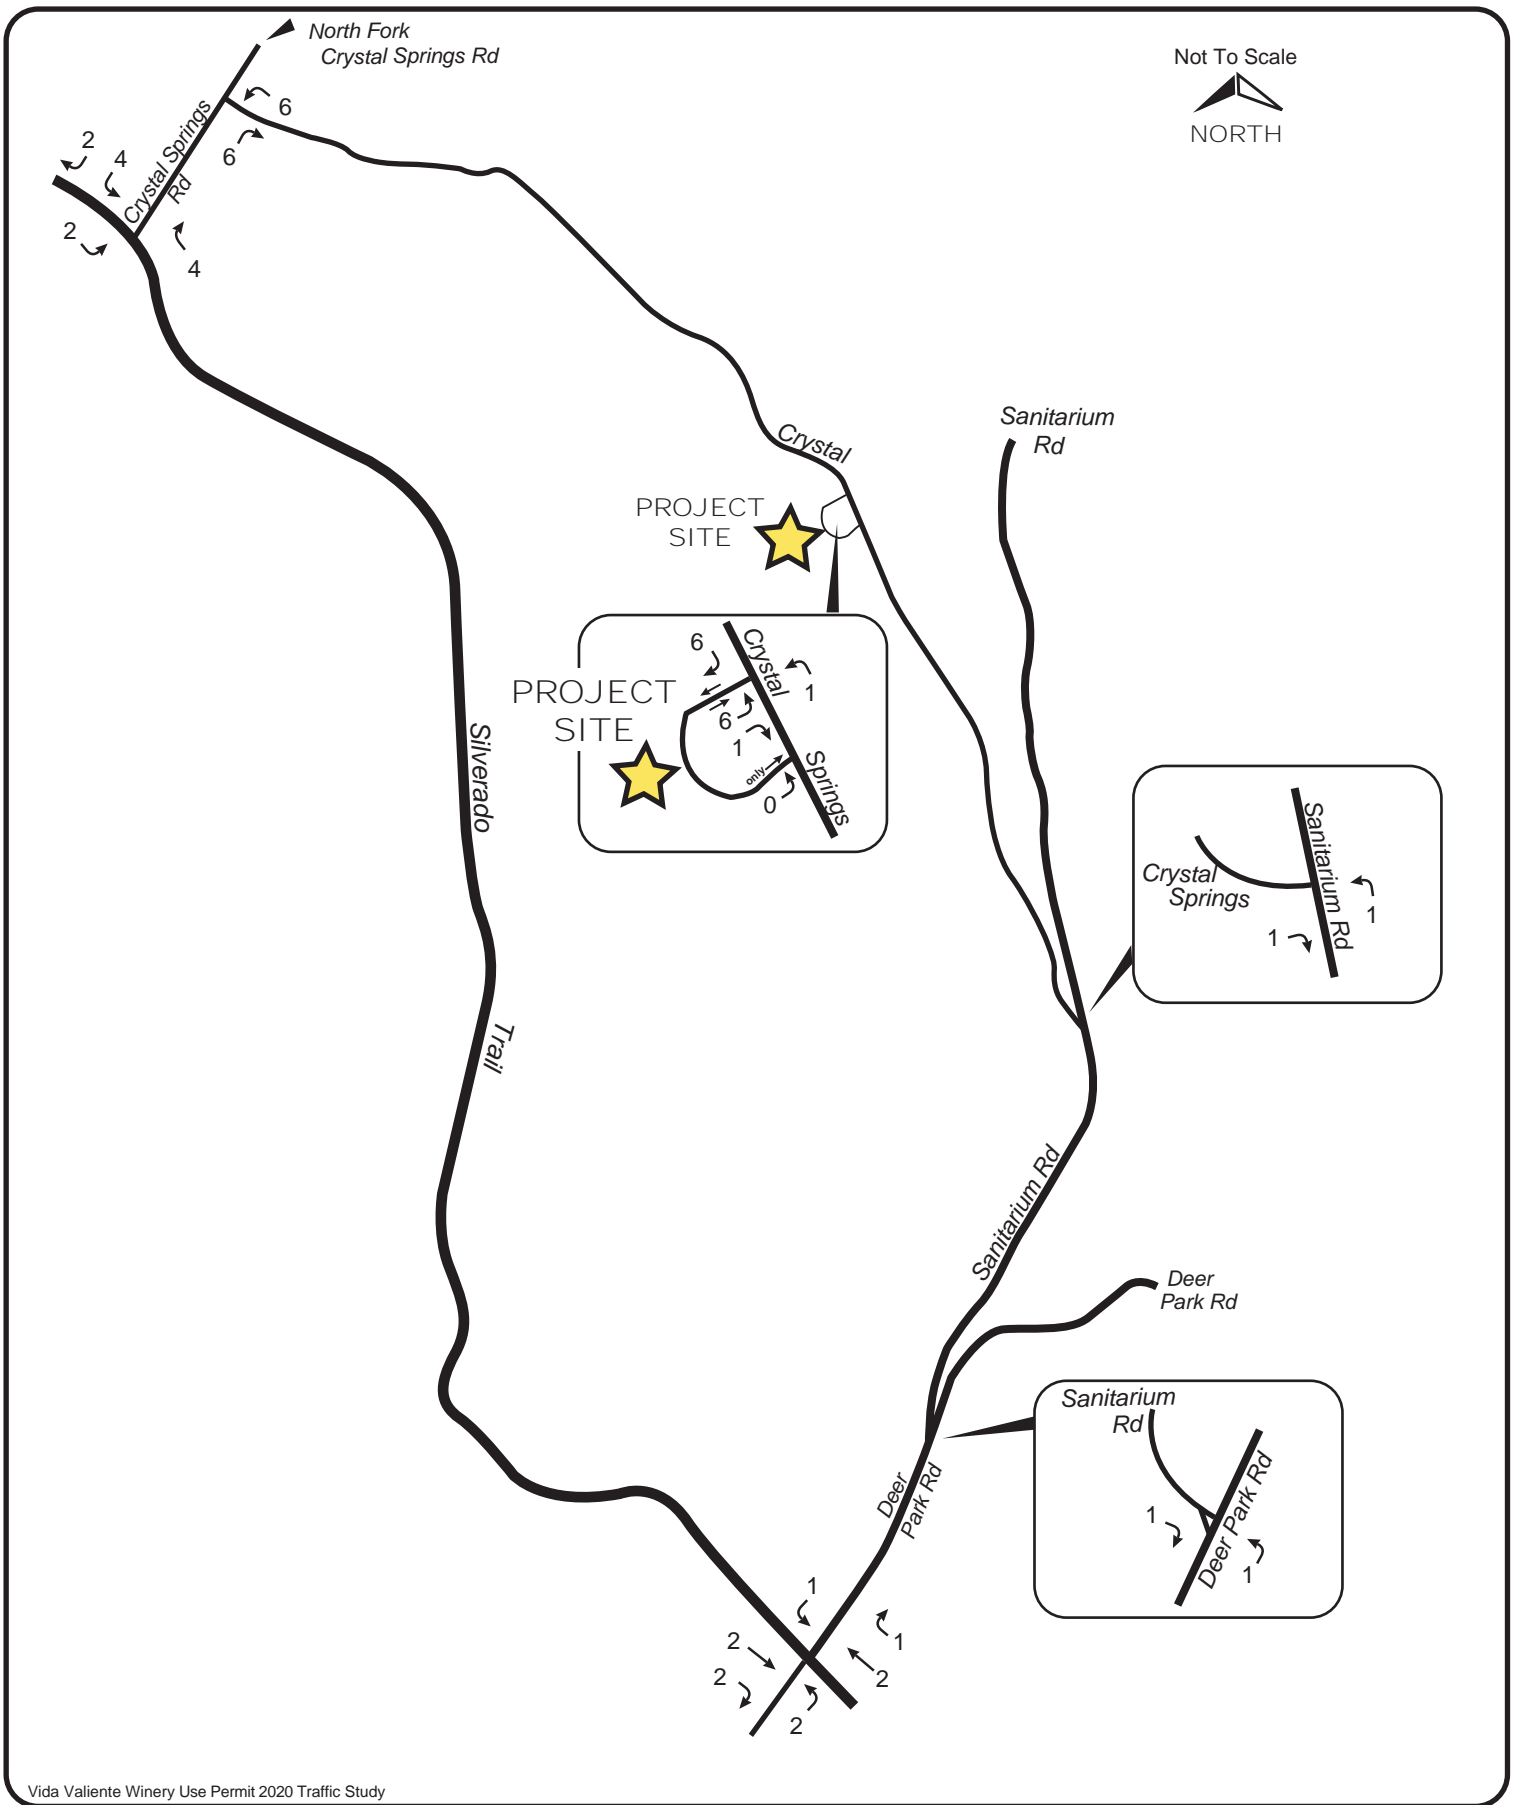 North Fork
Crystal Springs Rd
Not To Scale
NORTH
6
6
Crystal Springs
Rd
2
4
2
4
Sanitarium
Rd
Crystal
PROJECT
SITE
6
Crystal
1
PROJECT
SITE
6
1
only
0
Springs
Silverado
Trail
Sanitarium Rd
Crystal
Springs
1
1
Sanitarium Rd
Deer
Park Rd
Sanitarium
Rd
1
Deer Park Rd
1
Deer
Park Rd
1
2
2
2
1
2
Vida Valiente Winery Use Permit 2020 Traffic Study